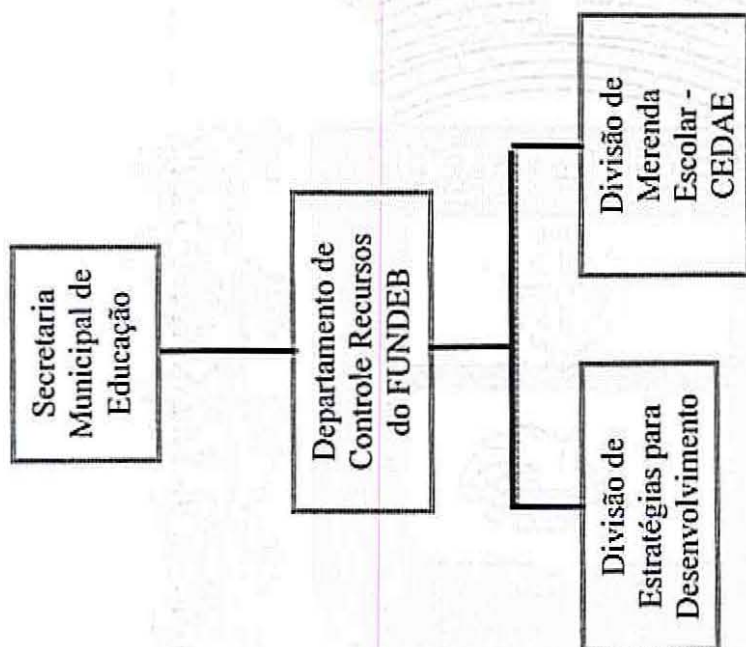 Secretaria
Municipal de
Educação
Departamento de
Controle Recursos
do FUNDEB
Divisão de
Estratégias para
Desenvolvimento
Divisão de
Merenda
Escolar -
CEDAE